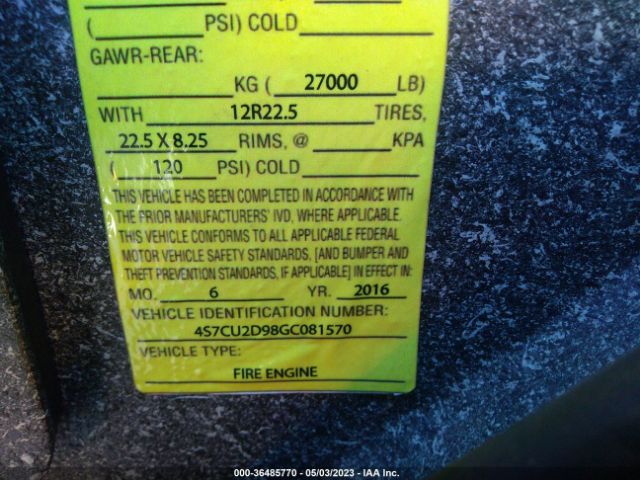 ( PSI) COLD
GAWR-REAR:
KG ( 27000 LB)
WITH 12R22.5 TIRES,
22.5 X 8.25 RIMS, @ KPA
( 120 PSI) COLD
THIS VEHICLE HAS BEEN COMPLETED IN ACCORDANCE WITH
THE PRIOR MANUFACTURERS' IVD, WHERE APPLICABLE.
THIS VEHICLE CONFORMS TO ALL APPLICABLE FEDERAL
MOTOR VEHICLE SAFETY STANDARDS, [AND BUMPER AND
THEFT PREVENTION STANDARDS, IF APPLICABLE] IN EFFECT IN:
MO. 6 YR. 2016
VEHICLE IDENTIFICATION NUMBER:
4S7CU2D98GC081570
VEHICLE TYPE:
FIRE ENGINE
000-36485770 - 05/03/2023 - IAA Inc.